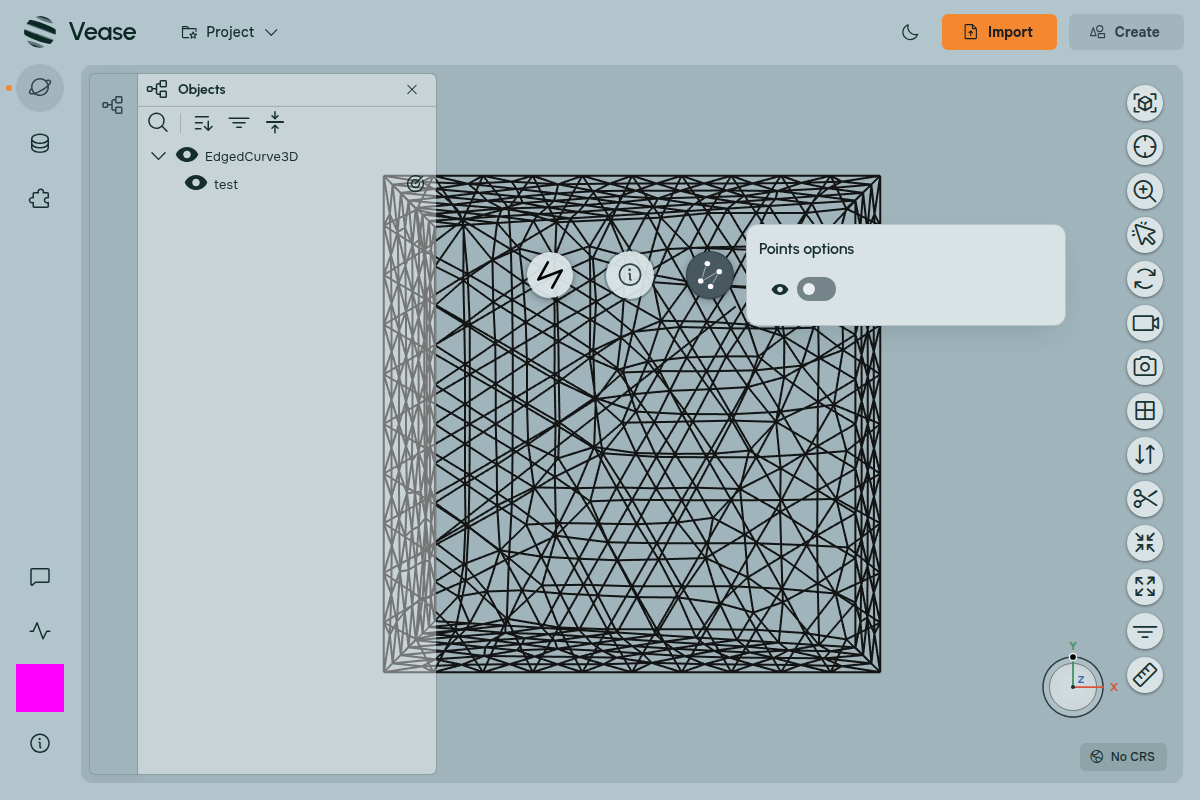 Vease
Project
Import
Create
Objects
EdgedCurve3D
test
Points options
Y
Z
X
No CRS